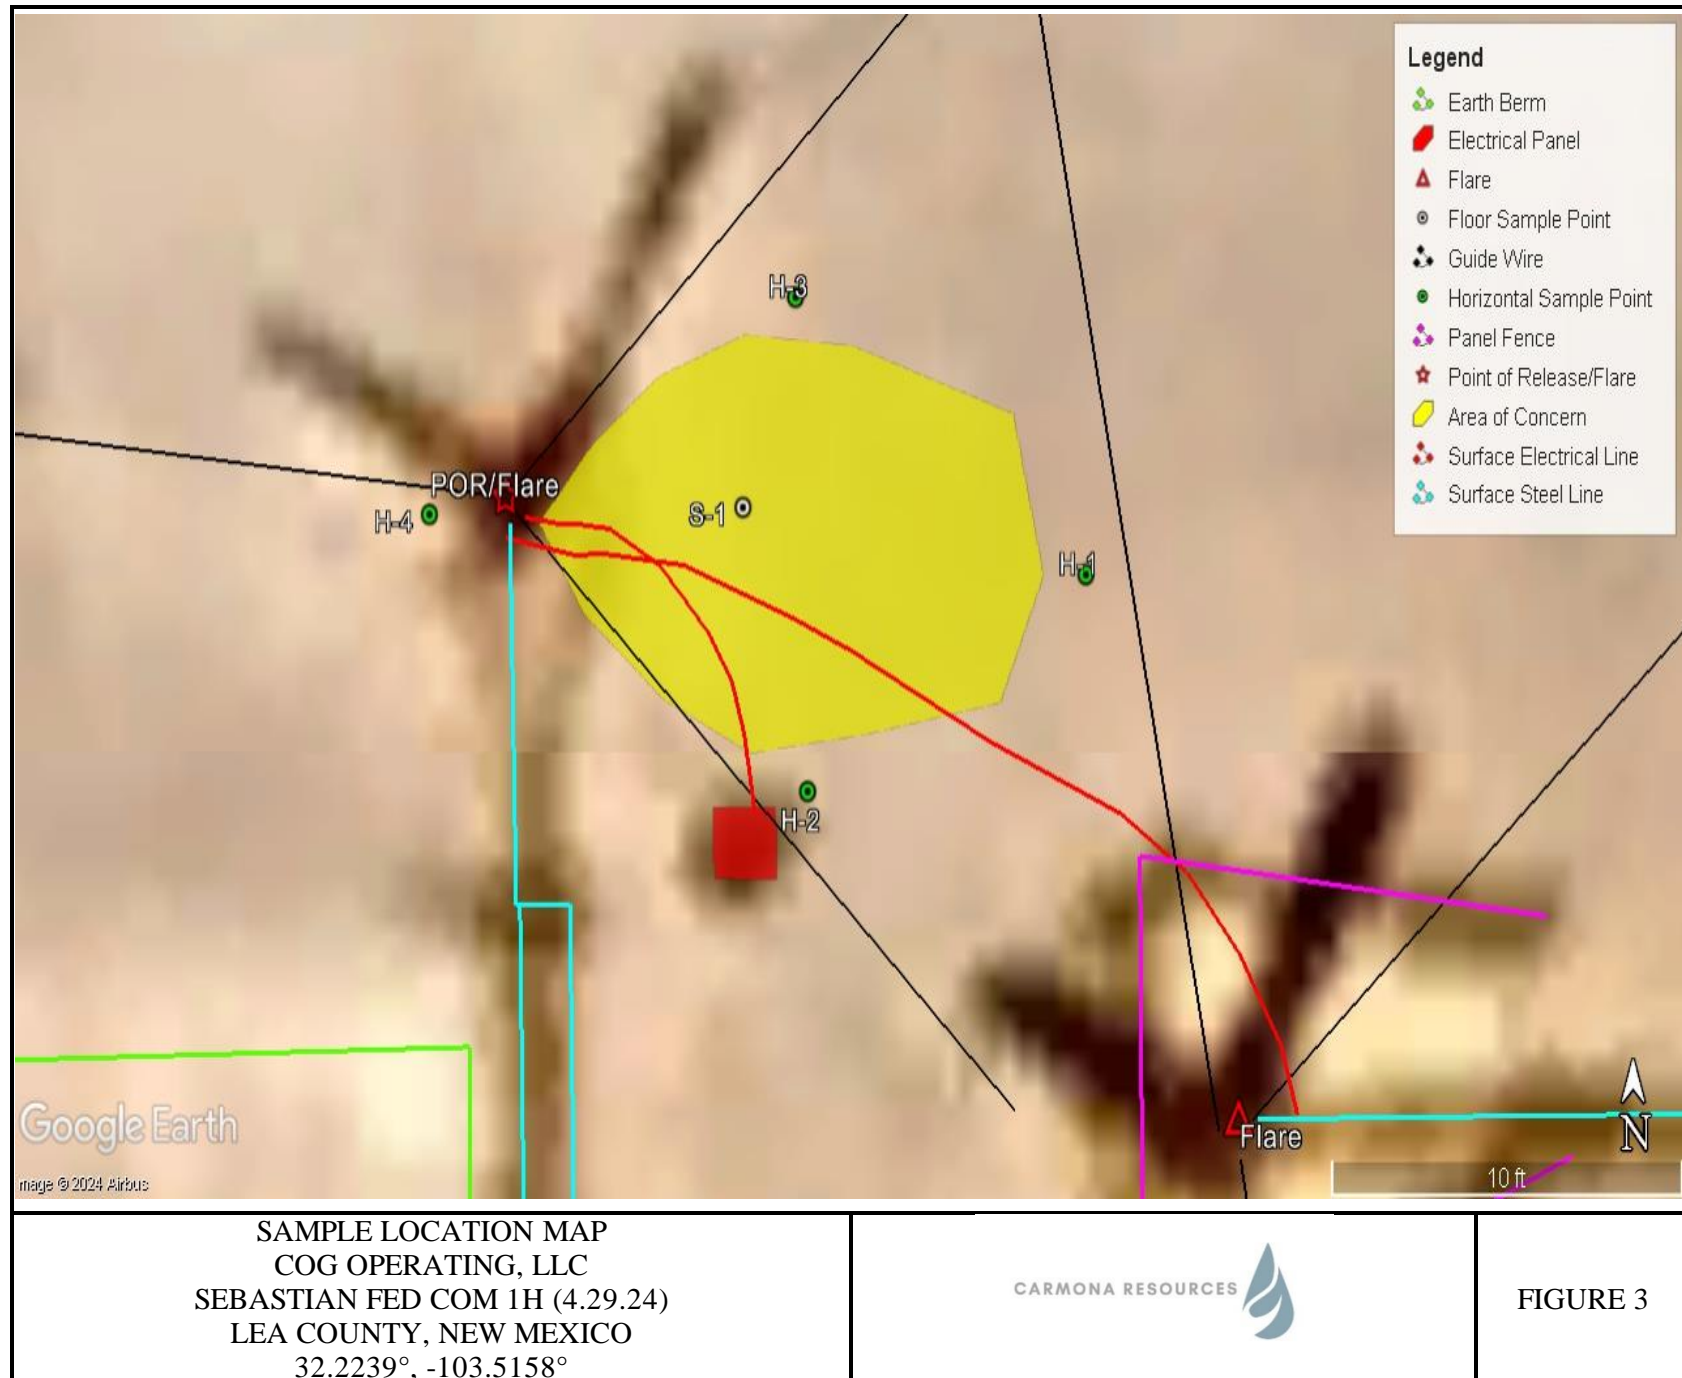 Legend
Earth Berm
Electrical Panel
Flare
Floor Sample Point
Guide Wire
Horizontal Sample Point
Panel Fence
Point of Release/Flare
Area of Concern
Surface Electrical Line
Surface Steel Line
H-3
POR/Flare
H-4
S-1
H-1
H-2
Flare
N
10 ft
Google Earth
mage © 2024 Airbus
SAMPLE LOCATION MAP
COG OPERATING, LLC
SEBASTIAN FED COM 1H (4.29.24)
LEA COUNTY, NEW MEXICO
32.2239°, -103.5158°
CARMONA RESOURCES
FIGURE 3